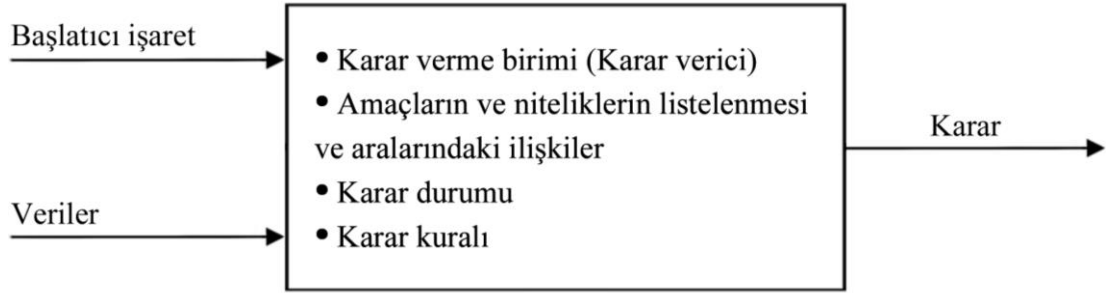 Başlatıcı işaret
• Karar verme birimi (Karar verici)
• Amaçların ve niteliklerin listelenmesi
ve aralarındaki ilişkiler
Karar
• Karar durumu
Veriler
• Karar kuralı